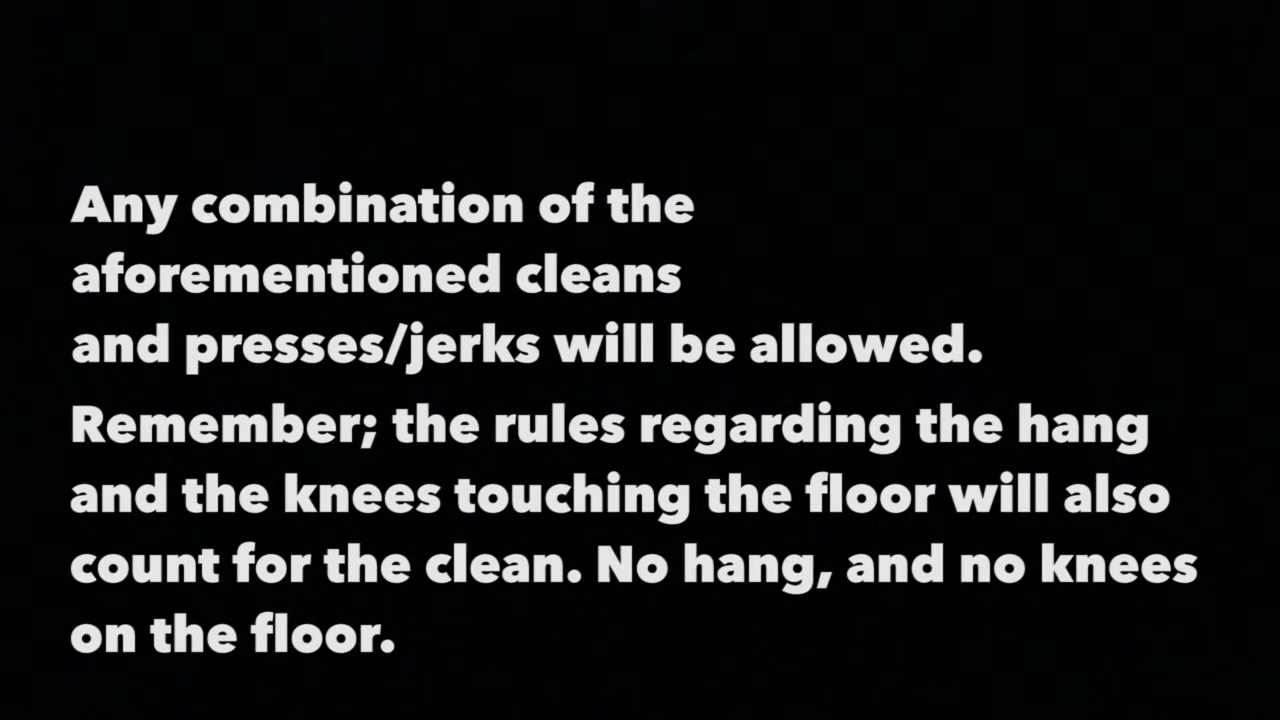 Any combination of the
aforementioned cleans
and presses/jerks will be allowed.
Remember; the rules regarding the hang
and the knees touching the floor will also
count for the clean. No hang, and no knees
on the floor.